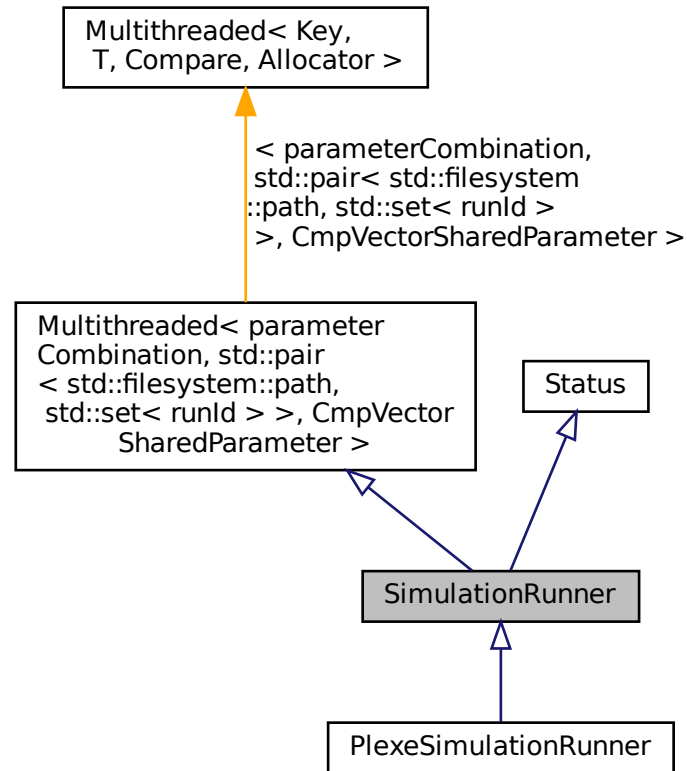 Multithreaded< Key,
T, Compare, Allocator >
< parameterCombination,
std::pair< std::filesystem
::path, std::set< runId >
>, CmpVectorSharedParameter >
Multithreaded< parameter
Combination, std::pair
< std::filesystem::path,
std::set< runId > >, CmpVector
SharedParameter >
Status
SimulationRunner
PlexeSimulationRunner